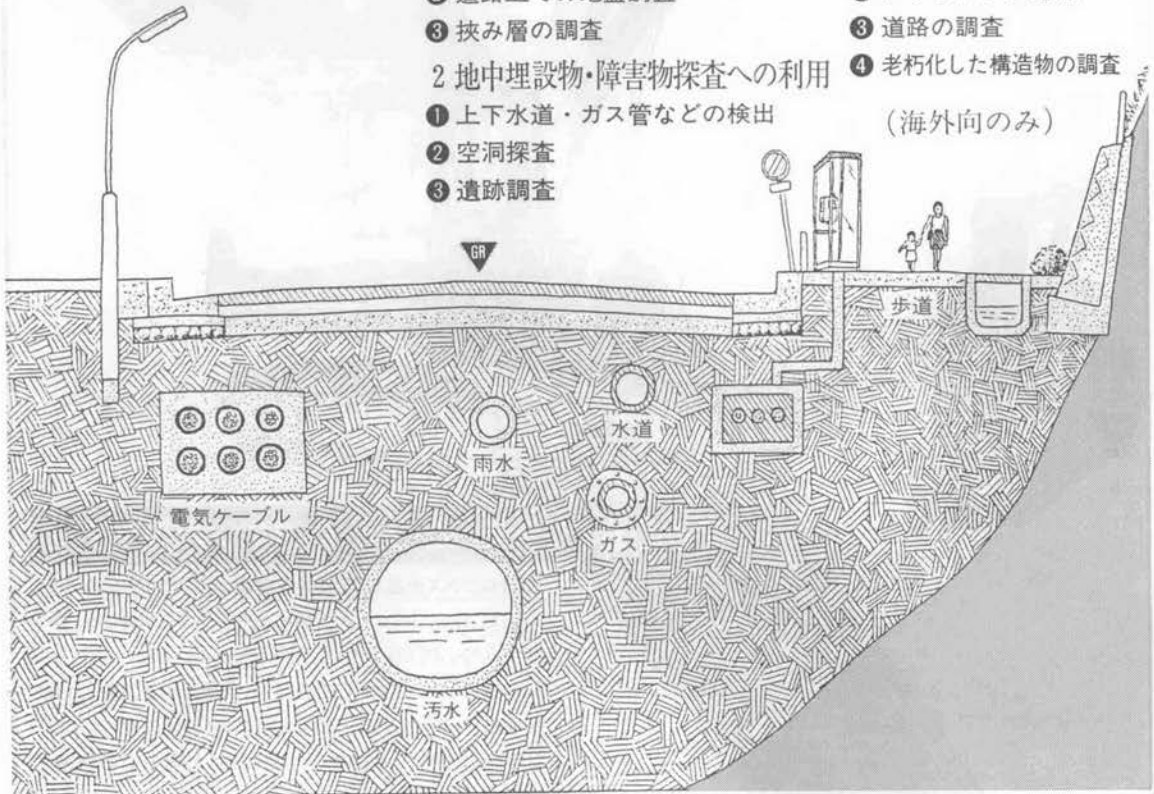 ❸ 挟み層の調査
2 地中埋設物・障害物探査への利用
❶ 上下水道・ガス管などの検出
❷ 空洞探査
❸ 遺跡調査
❸ 道路の調査
❹ 老朽化した構造物の調査
(海外向のみ)
GR
歩道
水道
雨水
電気ケーブル
ガス
汚水